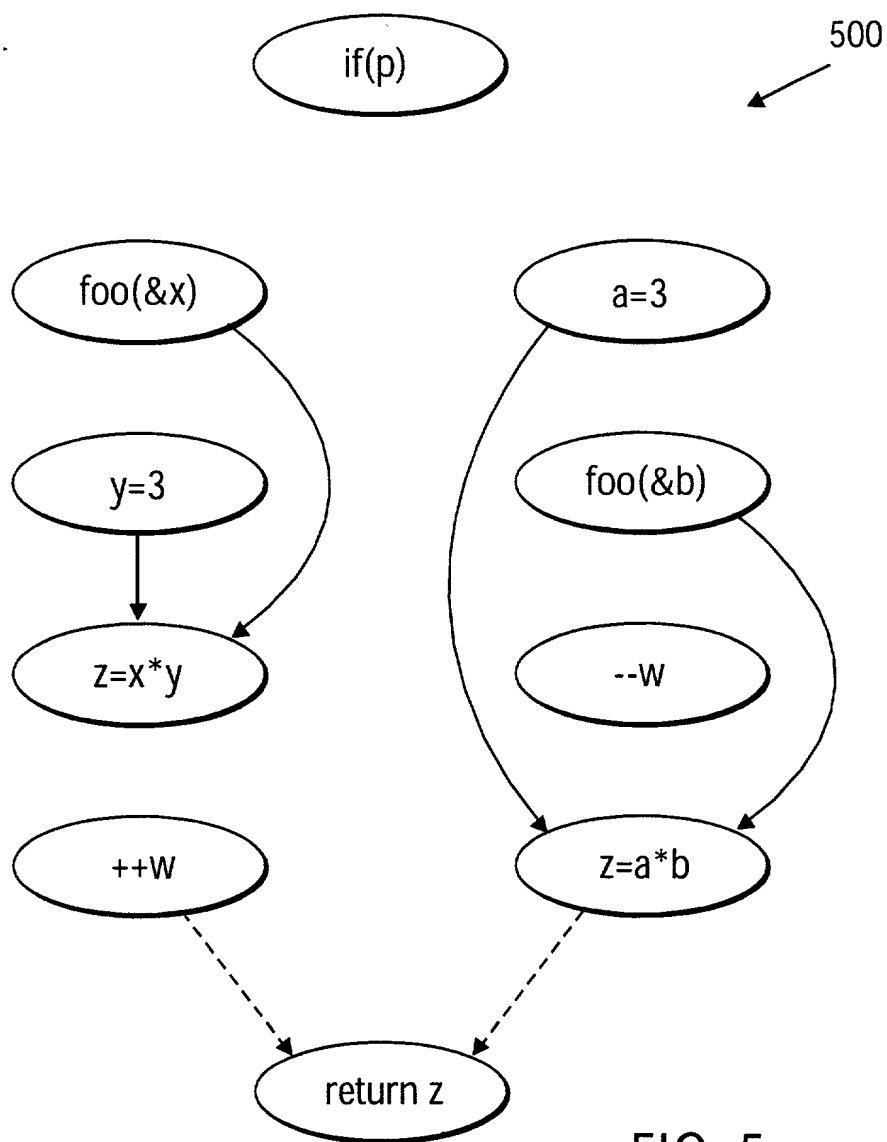 if(p)
500
foo(&x)
a=3
y=3
foo(&b)
z=x*y
--w
++w
z=a*b
return z
FIG. 5